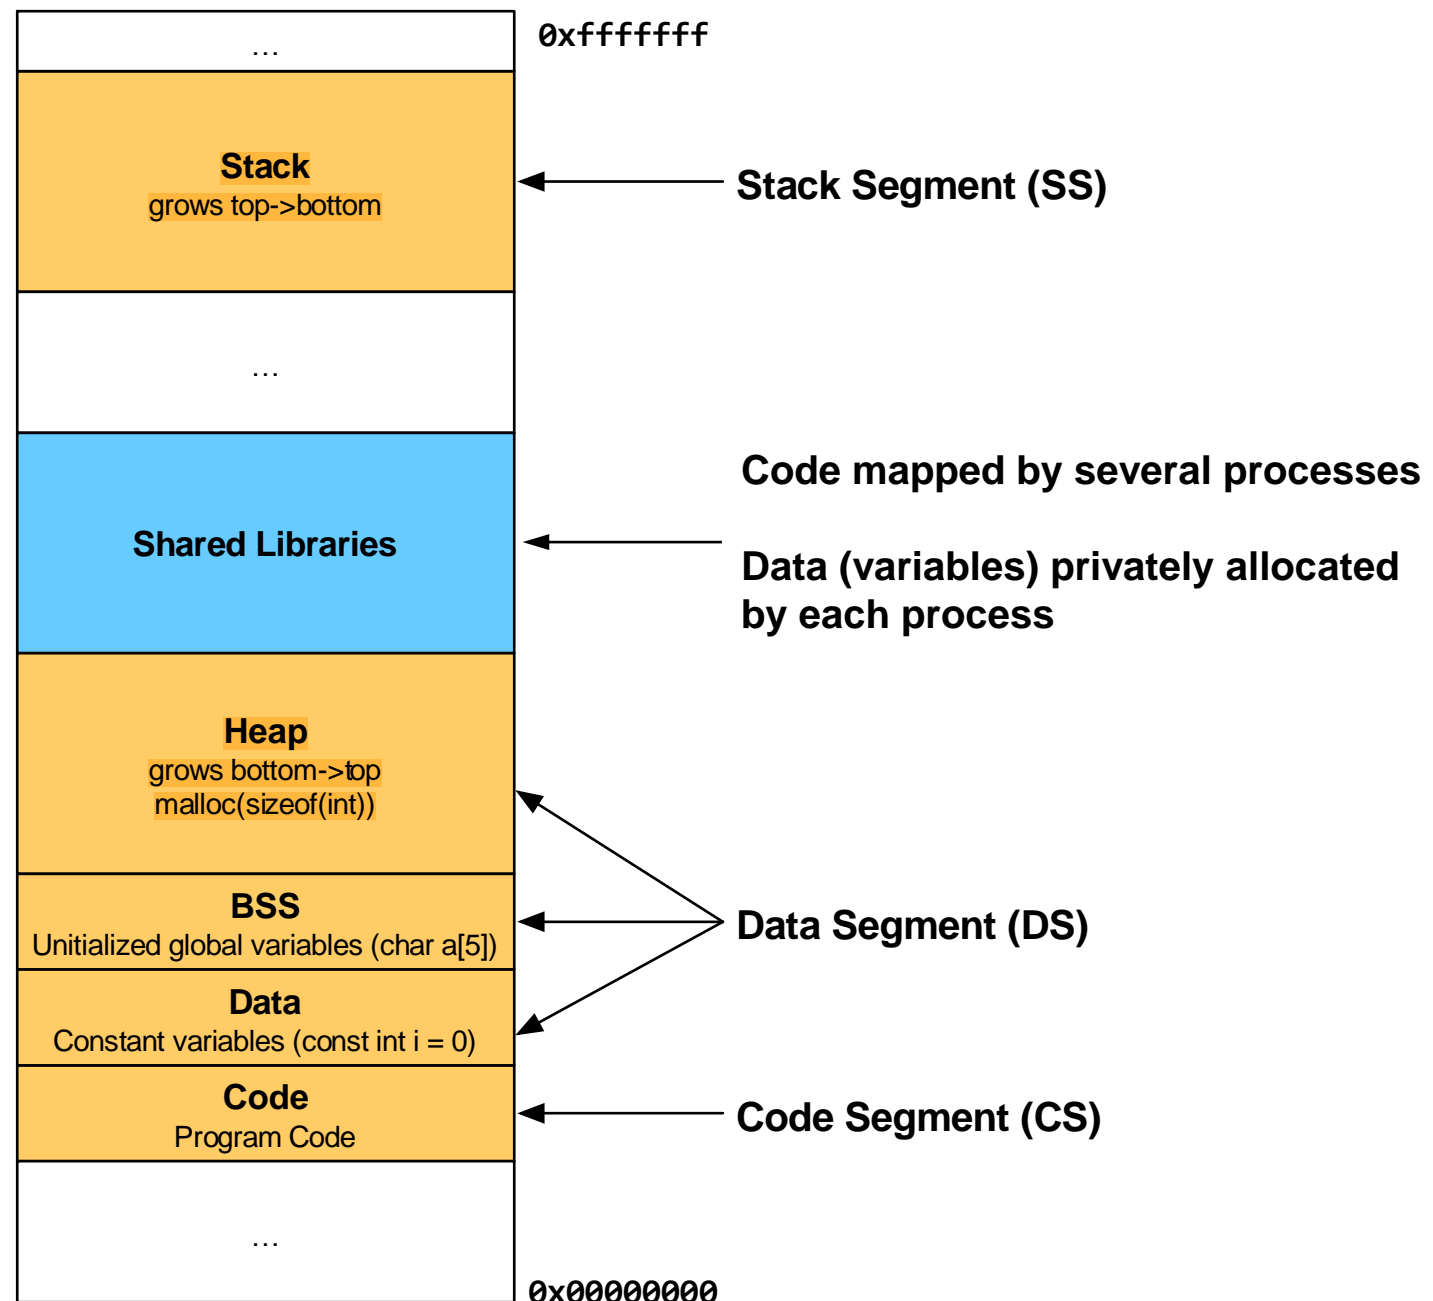 …
0xfffffff
Stack
grows top->bottom
Stack Segment (SS)
…
Shared Libraries
Code mapped by several processes
Data (variables) privately allocated
by each process
Heap
grows bottom->top
malloc(sizeof(int))
BSS
Unitialized global variables (char a[5])
Data Segment (DS)
Data
Constant variables (const int i = 0)
Code
Program Code
Code Segment (CS)
…
0x00000000